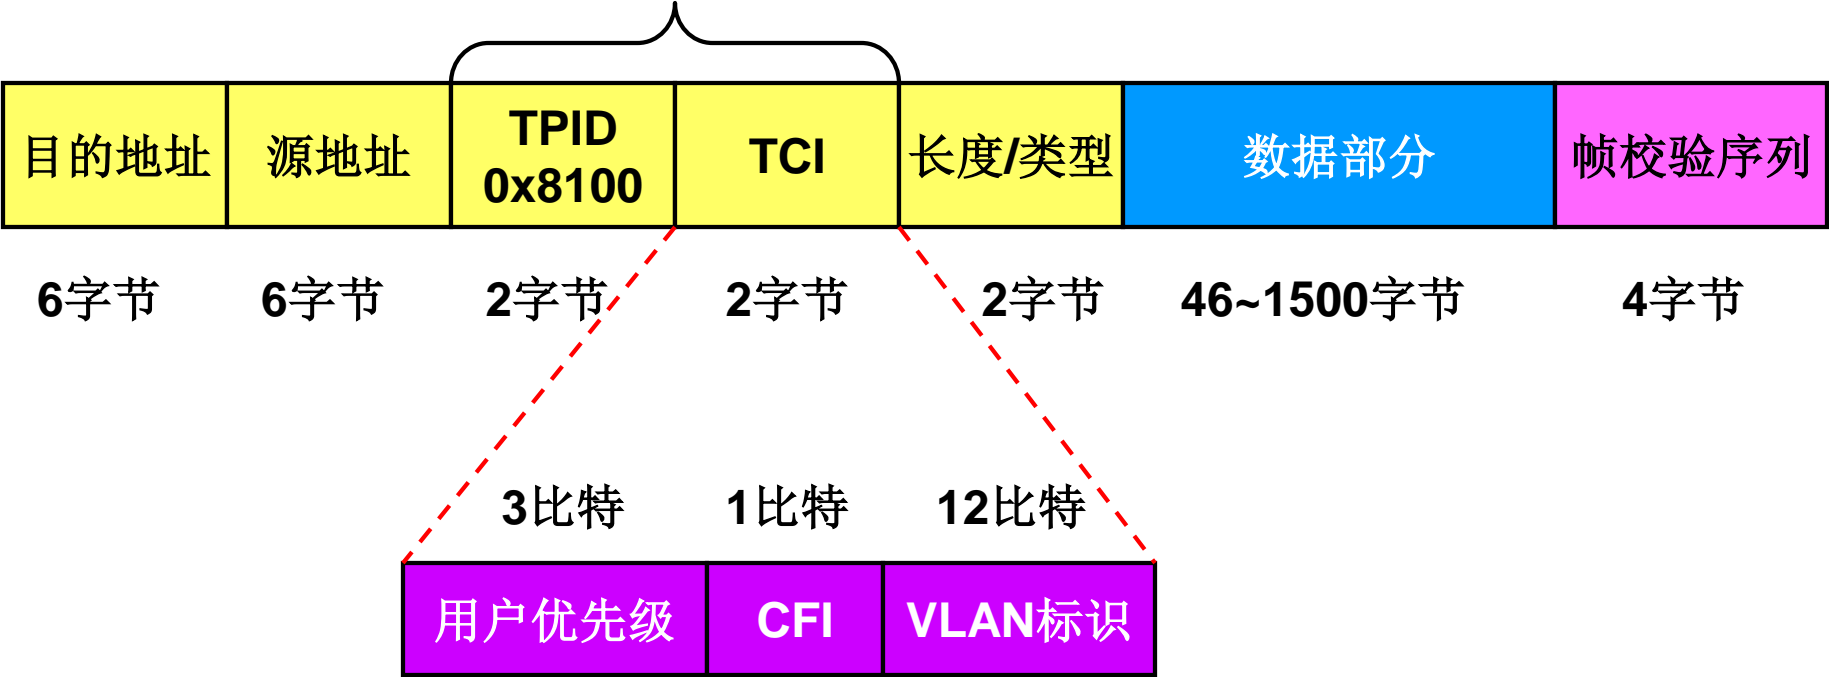 目的地址
源地址
TPID
0x8100
TCI
长度/类型
数据部分
帧校验序列
6字节
6字节
2字节
2字节
2字节
46~1500字节
4字节
3比特
1比特
12比特
用户优先级
CFI
VLAN标识